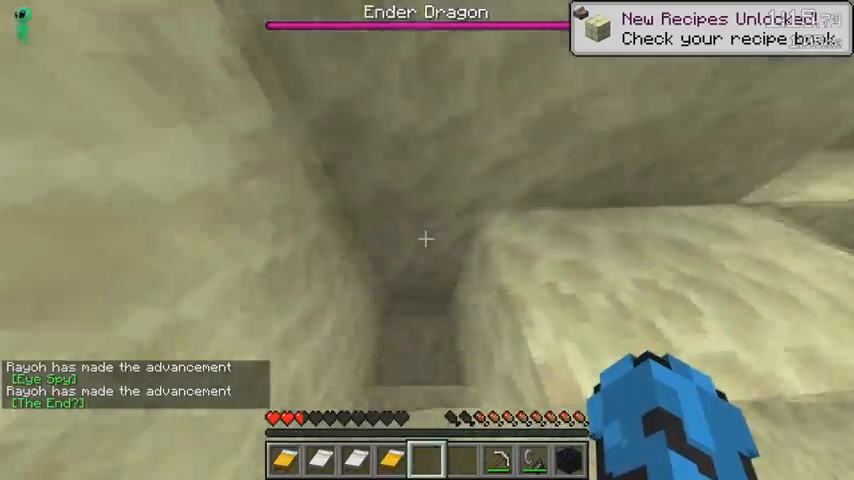 Ender Dragon
New Recipes Unlocked!
Check your recipe book
Rayoh has made the advancement
[Eye Spy]
Rayoh has made the advancement
[The End?]